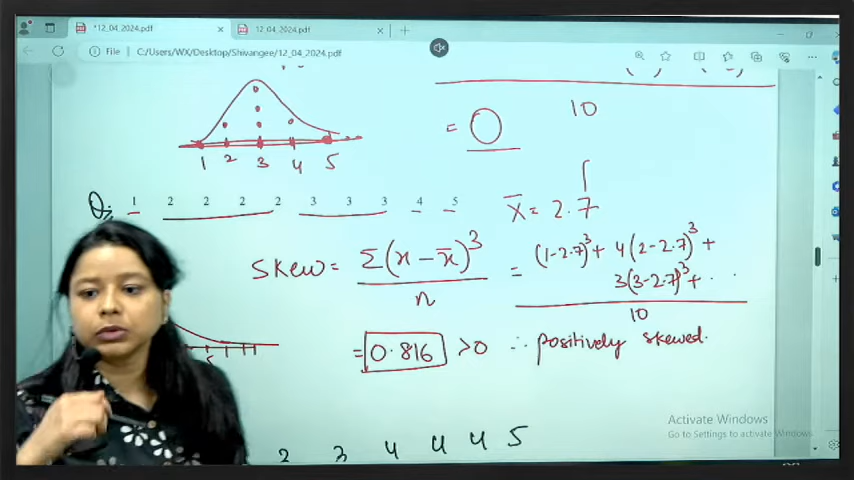 12_04_2024.pdf
12_04_2024.pdf
File
C:/Users/WX/Desktop/Shivangee/12_04_2024.pdf
1 2 3 4 5
= 0
10
Q:, 1 2 2 2 2 3 3 3 4 5
x̄ = 2.7
Skew = Σ(x - x̄)³ / n = (1-2.7)³ + 4(2-2.7)³ +
3(3-2.7)³ + . .
10
= 0.816 >0 ∴ positively skewed.
5
2 3 4 4 4 5
Activate Windows
Go to Settings to activate Windows.